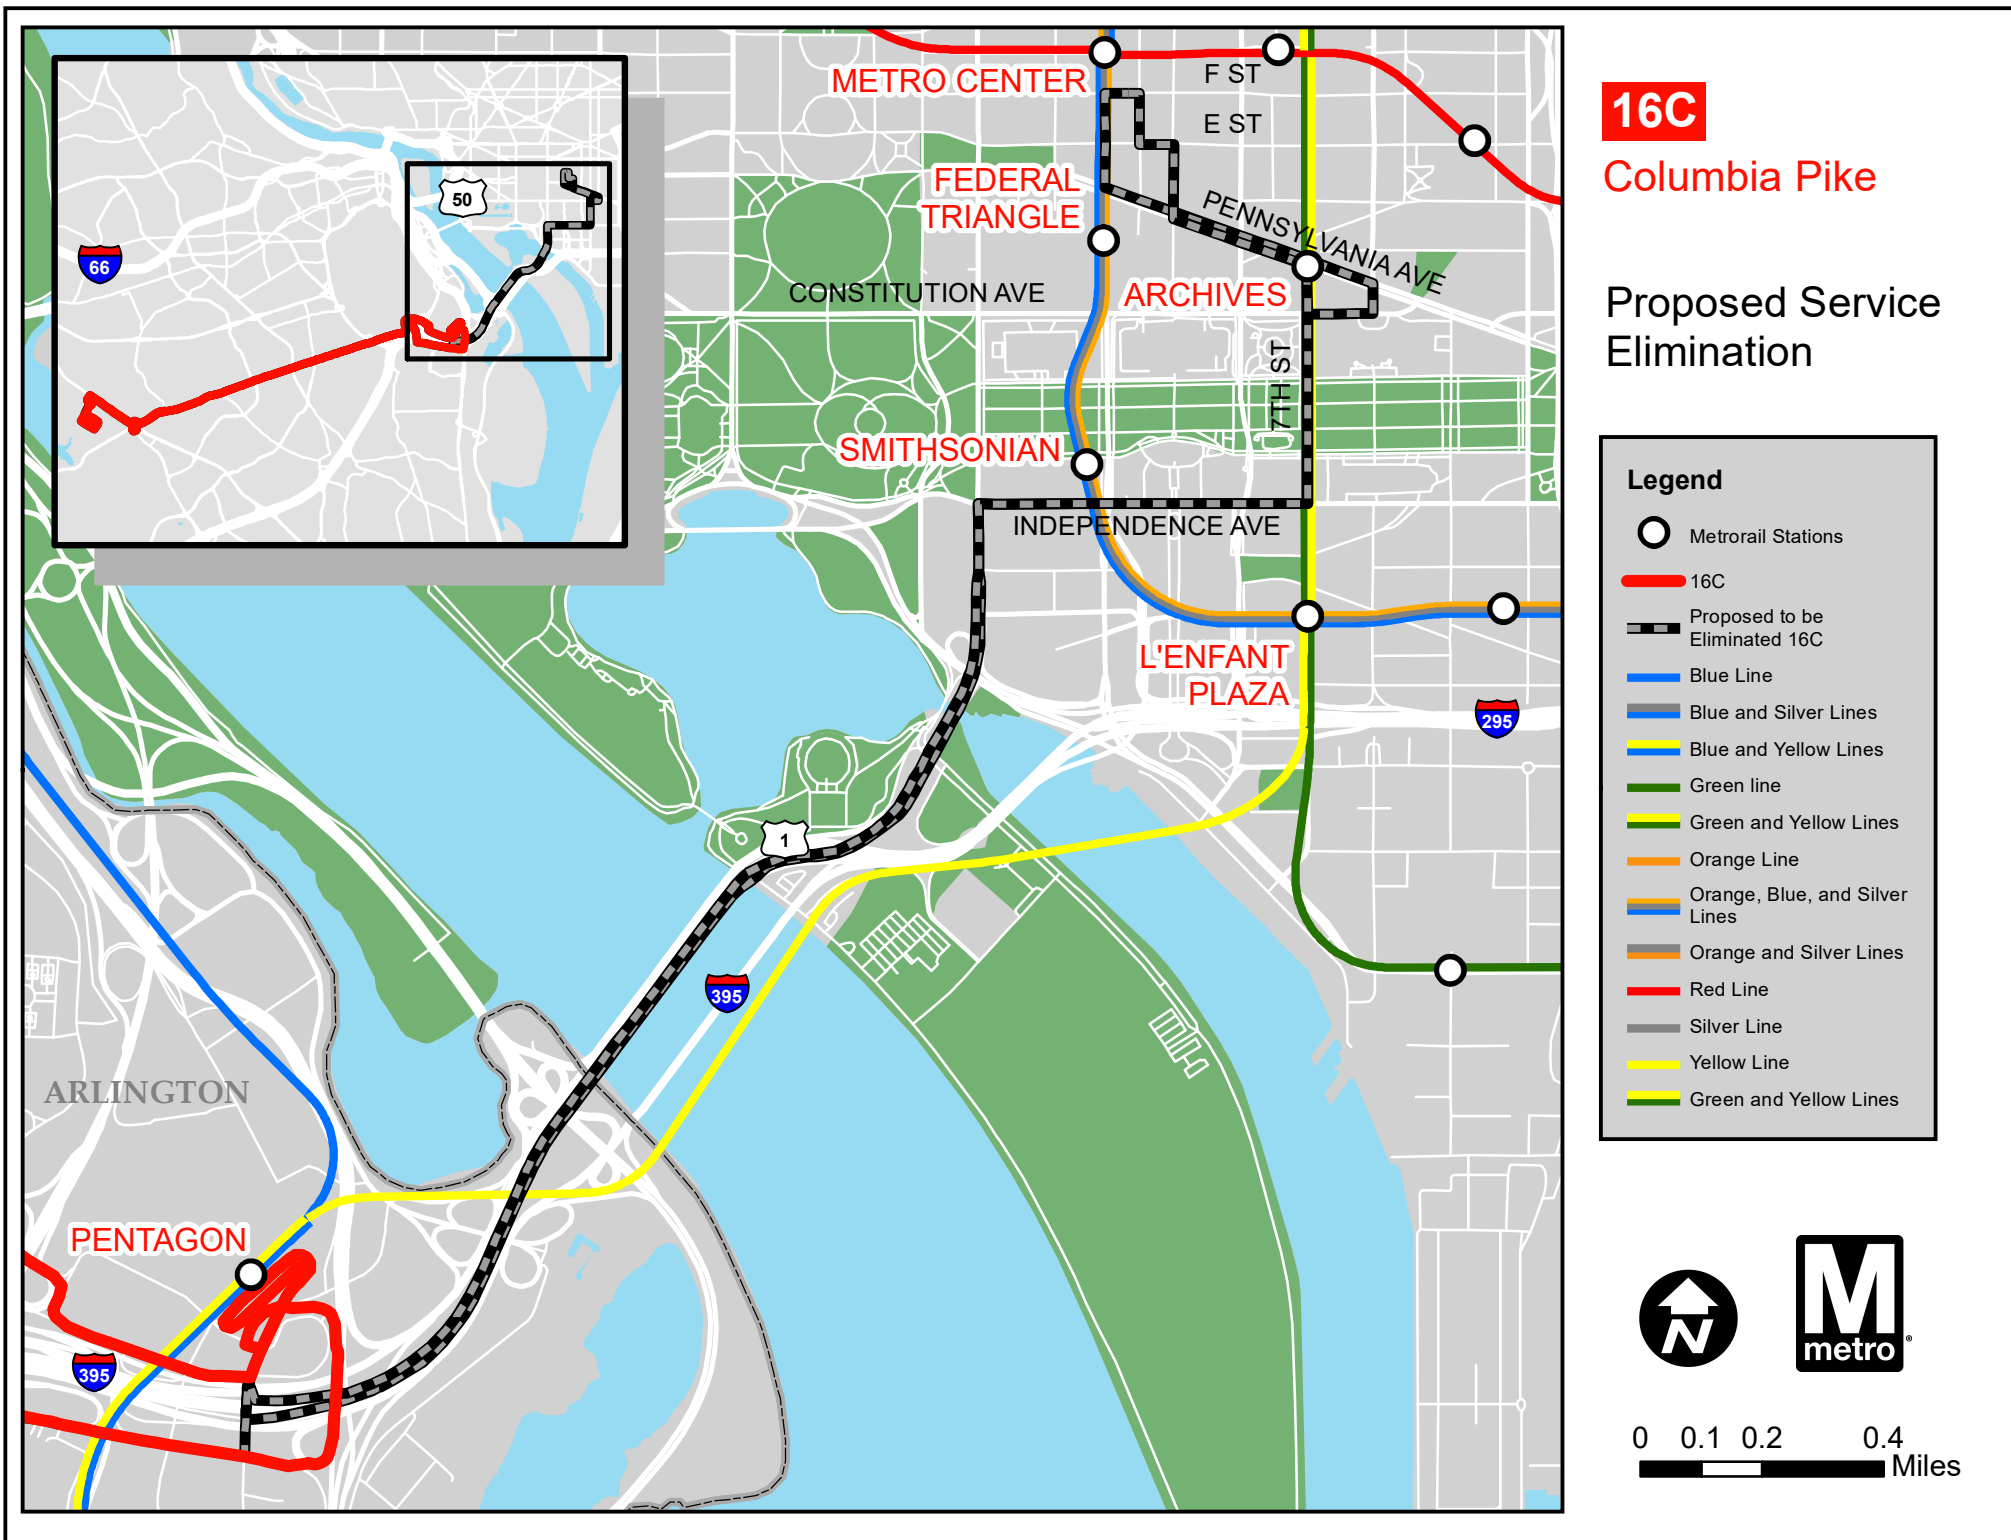 16C
Columbia Pike
Proposed Service
Elimination
METRO CENTER
F ST
E ST
FEDERAL
TRIANGLE
PENNSYLVANIA AVE
CONSTITUTION AVE
ARCHIVES
7TH ST
SMITHSONIAN
INDEPENDENCE AVE
L'ENFANT
PLAZA
295
1
395
ARLINGTON
PENTAGON
395
50
66
Legend
Metrorail Stations
16C
Proposed to be
Eliminated 16C
Blue Line
Blue and Silver Lines
Blue and Yellow Lines
Green line
Green and Yellow Lines
Orange Line
Orange, Blue, and Silver
Lines
Orange and Silver Lines
Red Line
Silver Line
Yellow Line
Green and Yellow Lines
N
M
metro®
0 0.1 0.2 0.4
Miles